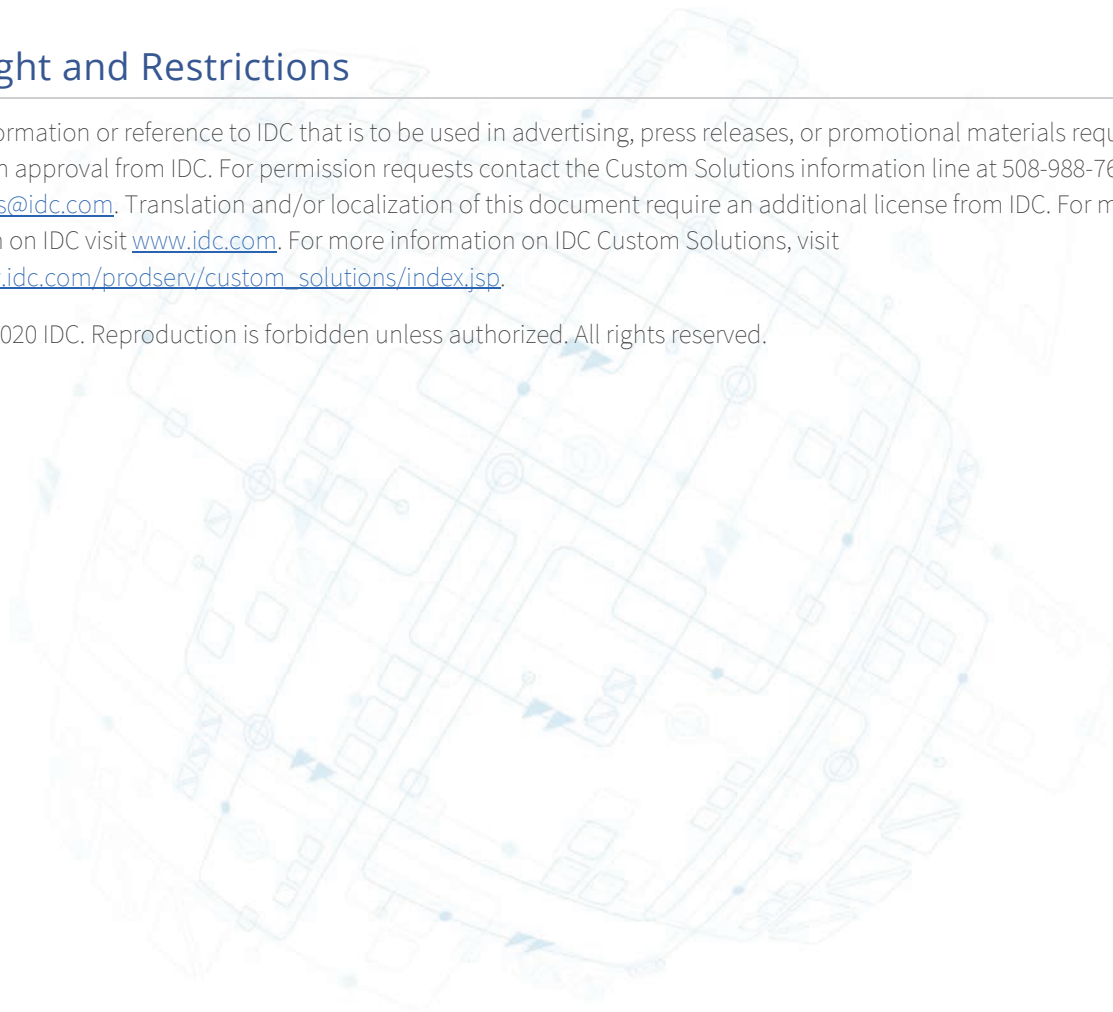 ght and Restrictions
ormation or reference to IDC that is to be used in advertising, press releases, or promotional materials requ
n approval from IDC. For permission requests contact the Custom Solutions information line at 508-988-76
s@idc.com. Translation and/or localization of this document require an additional license from IDC. For m
n on IDC visit www.idc.com. For more information on IDC Custom Solutions, visit
.idc.com/prodserv/custom_solutions/index.jsp.
020 IDC. Reproduction is forbidden unless authorized. All rights reserved.